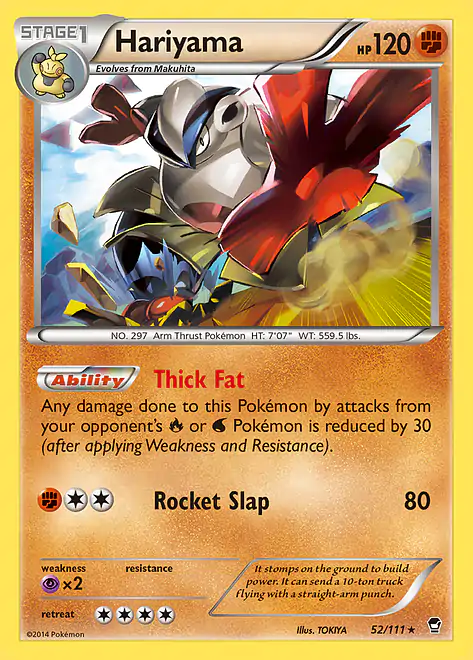 STAGE1
Hariyama
HP 120
Evolves from Makuhita
NO. 297 Arm Thrust Pokémon HT: 7'07" WT: 559.5 lbs.
Ability Thick Fat
Any damage done to this Pokémon by attacks from
your opponent's or Pokémon is reduced by 30
(after applying Weakness and Resistance).
Rocket Slap 80
weakness resistance
×2
retreat
It stomps on the ground to build
power. It can send a 10-ton truck
flying with a straight-arm punch.
©2014 Pokémon
Illus. TOKIYA
52/111 ★